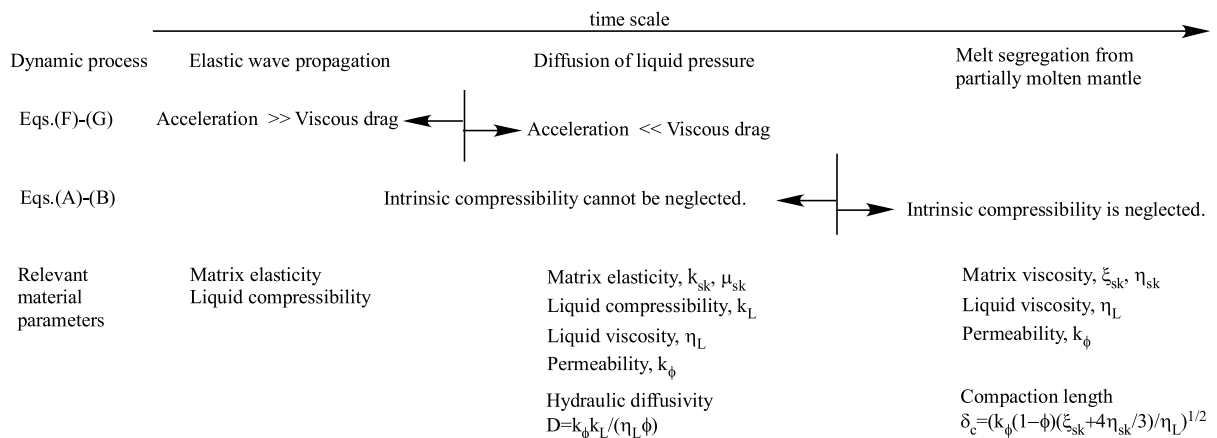 time scale
Dynamic process Elastic wave propagation Diffusion of liquid pressure Melt segregation from
partially molten mantle
Eqs.(F)-(G) Acceleration >> Viscous drag Acceleration << Viscous drag
Eqs.(A)-(B) Intrinsic compressibility cannot be neglected. Intrinsic compressibility is neglected.
Relevant
material
parameters
Matrix elasticity
Liquid compressibility
Matrix elasticity, k_sk, μ_sk
Liquid compressibility, k_L
Liquid viscosity, η_L
Permeability, k_ϕ
Hydraulic diffusivity
D=k_ϕk_L/(η_Lϕ)
Matrix viscosity, ξ_sk, η_sk
Liquid viscosity, η_L
Permeability, k_ϕ
Compaction length
δ_c=(k_ϕ(1−ϕ)(ξ_sk+4η_sk/3)/η_L)^1/2